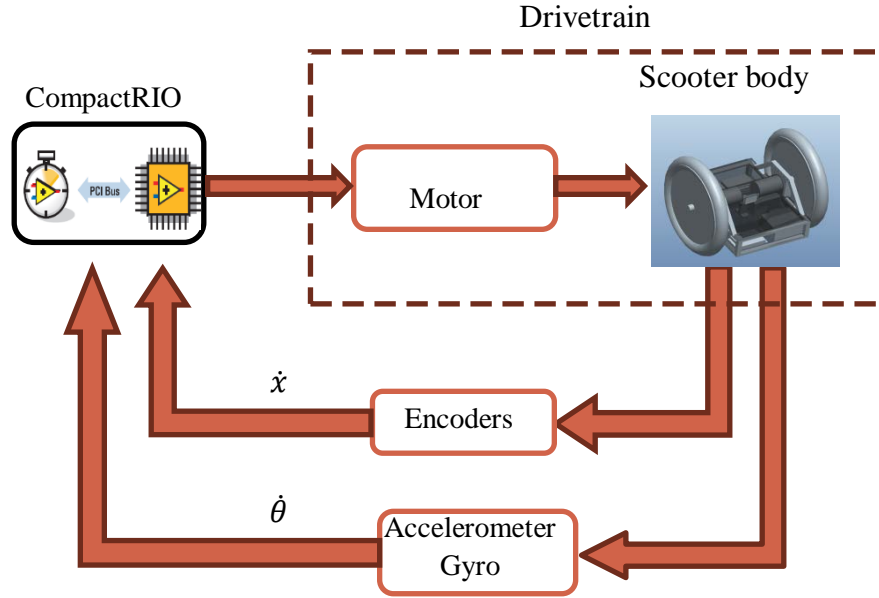 Drivetrain
Scooter body
CompactRIO
PCI Bus
Motor
ẋ
Encoders
θ̇
Accelerometer
Gyro